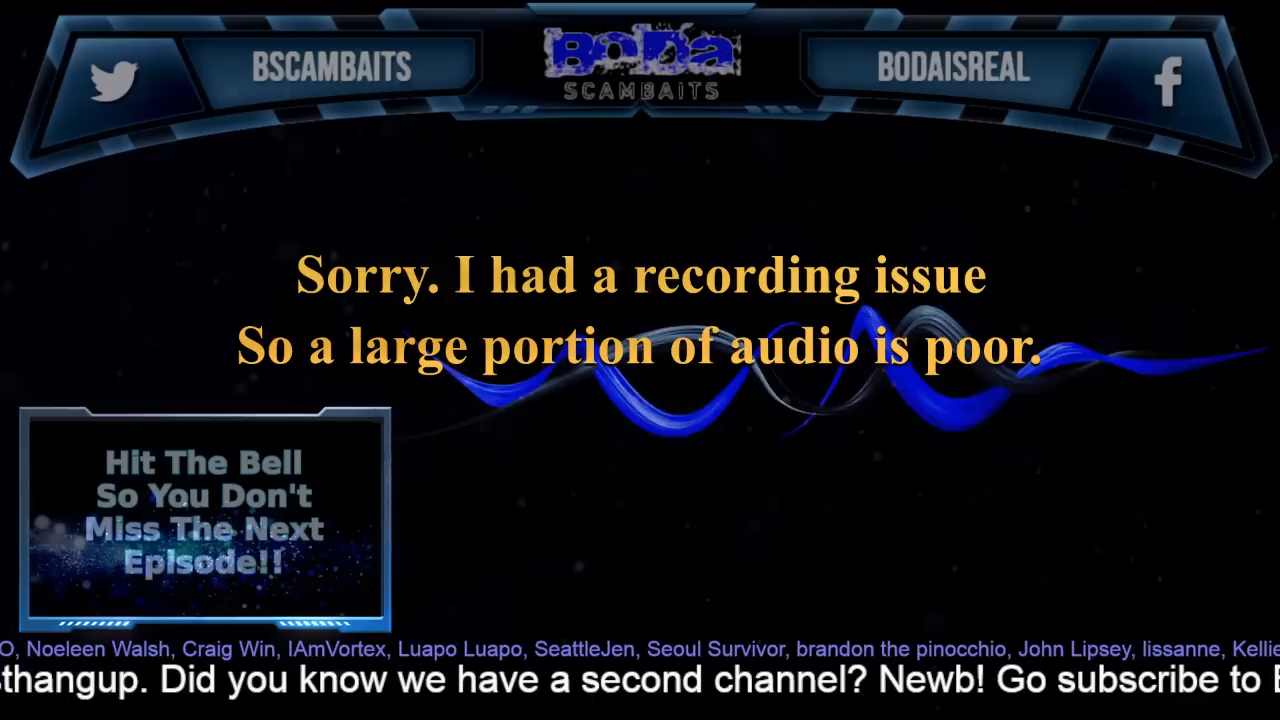 BSCAMBAITS
BoDa
SCAMBAITS
BODAISREAL
Sorry. I had a recording issue
So a large portion of audio is poor.
Hit The Bell
So You Don't
Miss The Next
Episode!!
O, Noeleen Walsh, Craig Win, IAmVortex, Luapo Luapo, SeattleJen, Seoul Survivor, brandon the pinocchio, John Lipsey, lissanne, Kellie
sthangup. Did you know we have a second channel? Newb! Go subscribe to